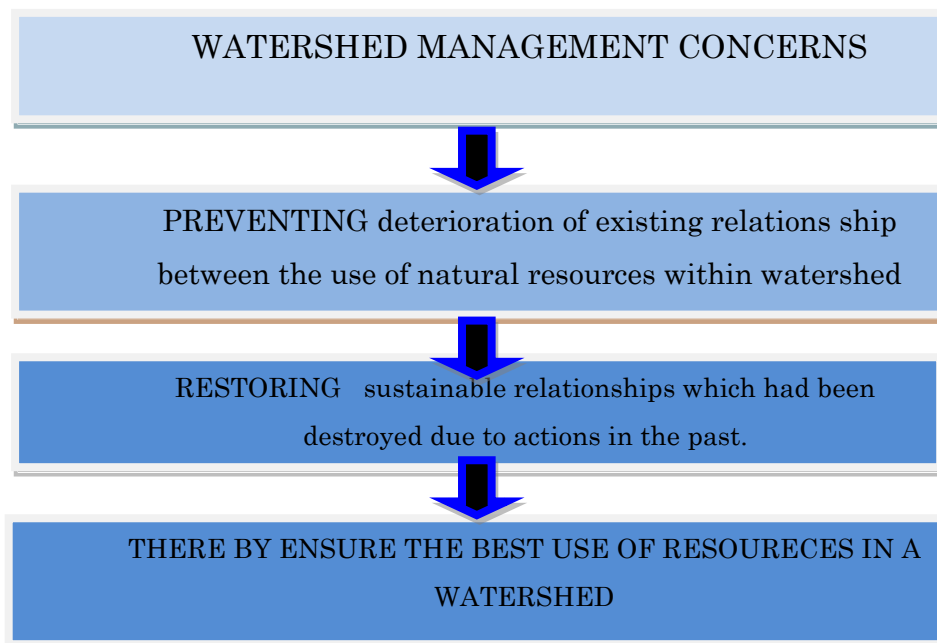 WATERSHED MANAGEMENT CONCERNS
PREVENTING deterioration of existing relations ship
between the use of natural resources within watershed
RESTORING sustainable relationships which had been
destroyed due to actions in the past.
THERE BY ENSURE THE BEST USE OF RESOURECES IN A
WATERSHED